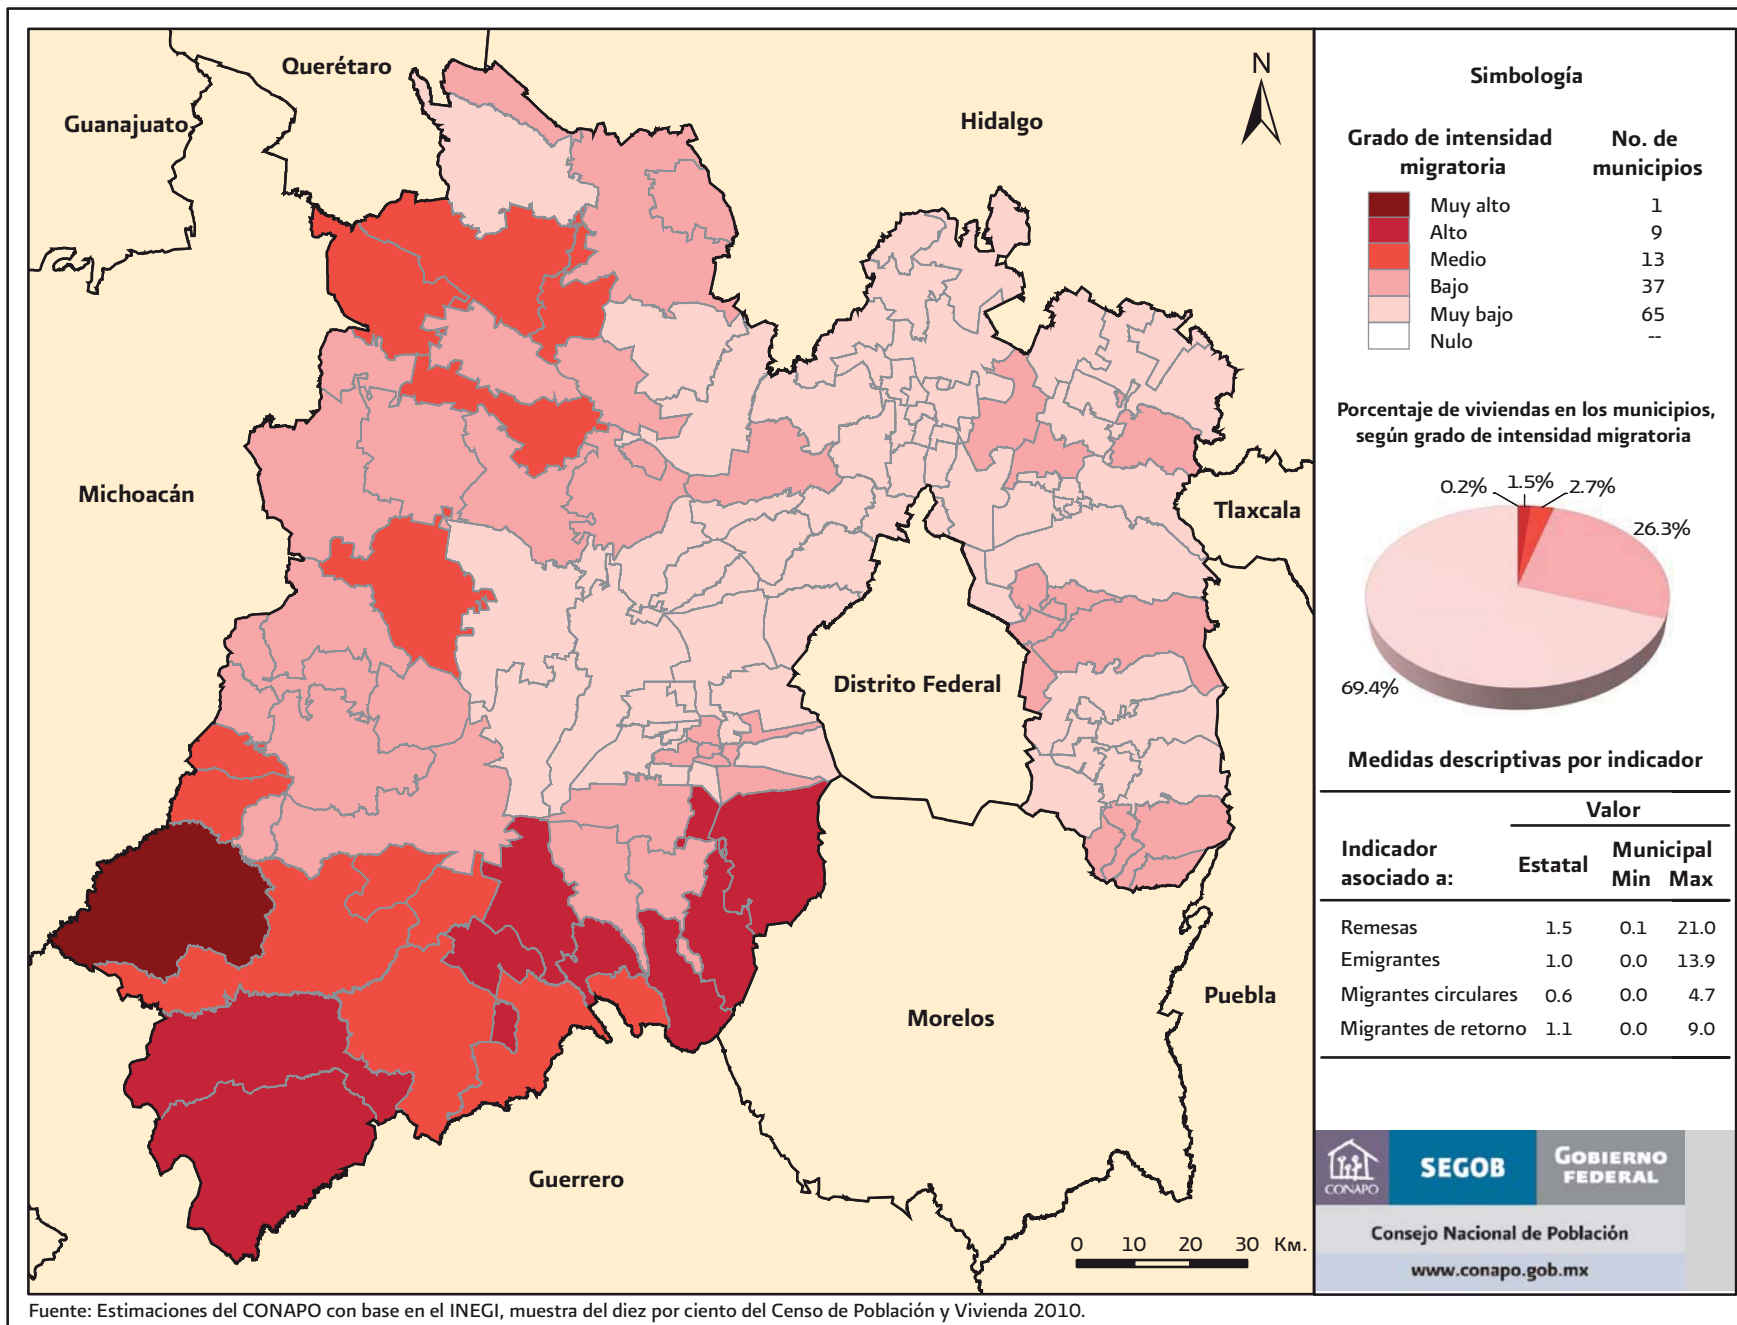 Querétaro
Guanajuato
Hidalgo
N
Michoacán
Tlaxcala
Distrito Federal
Puebla
Morelos
Guerrero
0 10 20 30 Km.
Simbología
Grado de intensidad migratoria
No. de municipios
Muy alto 1
Alto 9
Medio 13
Bajo 37
Muy bajo 65
Nulo --
Porcentaje de viviendas en los municipios,
según grado de intensidad migratoria
0.2% 1.5% 2.7%
26.3%
69.4%
Medidas descriptivas por indicador
Valor
Indicador asociado a:
Estatal
Municipal
Min Max
Remesas 1.5 0.1 21.0
Emigrantes 1.0 0.0 13.9
Migrantes circulares 0.6 0.0 4.7
Migrantes de retorno 1.1 0.0 9.0
CONAPO
SEGOB
GOBIERNO
FEDERAL
Consejo Nacional de Población
www.conapo.gob.mx
Fuente: Estimaciones del CONAPO con base en el INEGI, muestra del diez por ciento del Censo de Población y Vivienda 2010.